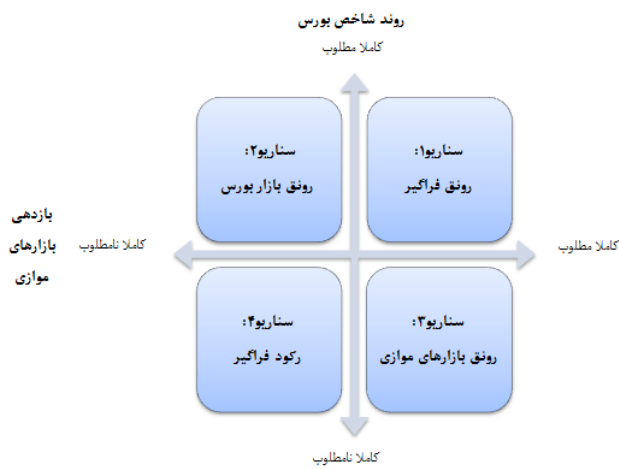 روند شاخص بورس
کاملا مطلوب
سناریو۱:
رونق فراگیر
سناریو۲:
رونق بازار بورس
بازدهی
بازارهای
موازی
کاملا مطلوب
کاملا نامطلوب
سناریو۳:
رونق بازارهای موازی
سناریو۴:
رکود فراگیر
کاملا نامطلوب